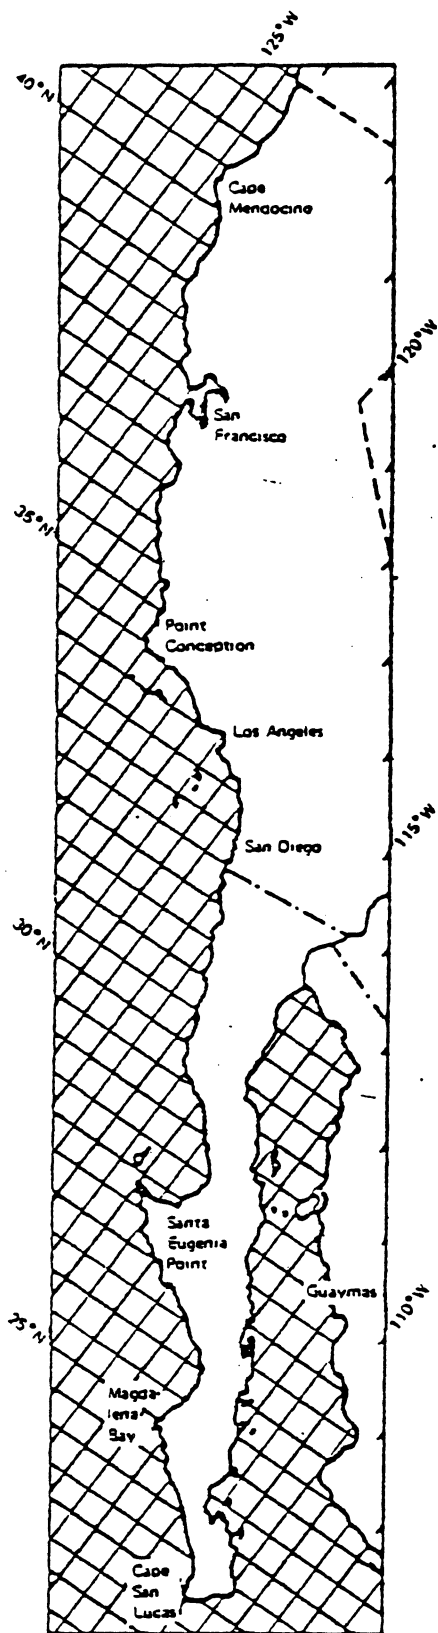 125°W
40°N
Cape
Mendocino
120°W
San
Francisco
35°N
Point
Conception
Los Angeles
115°W
San Diego
30°N
Santa
Eugenia
Point
Guaymas
110°W
25°N
Magda-
lena
Bay
Cape
San
Lucas